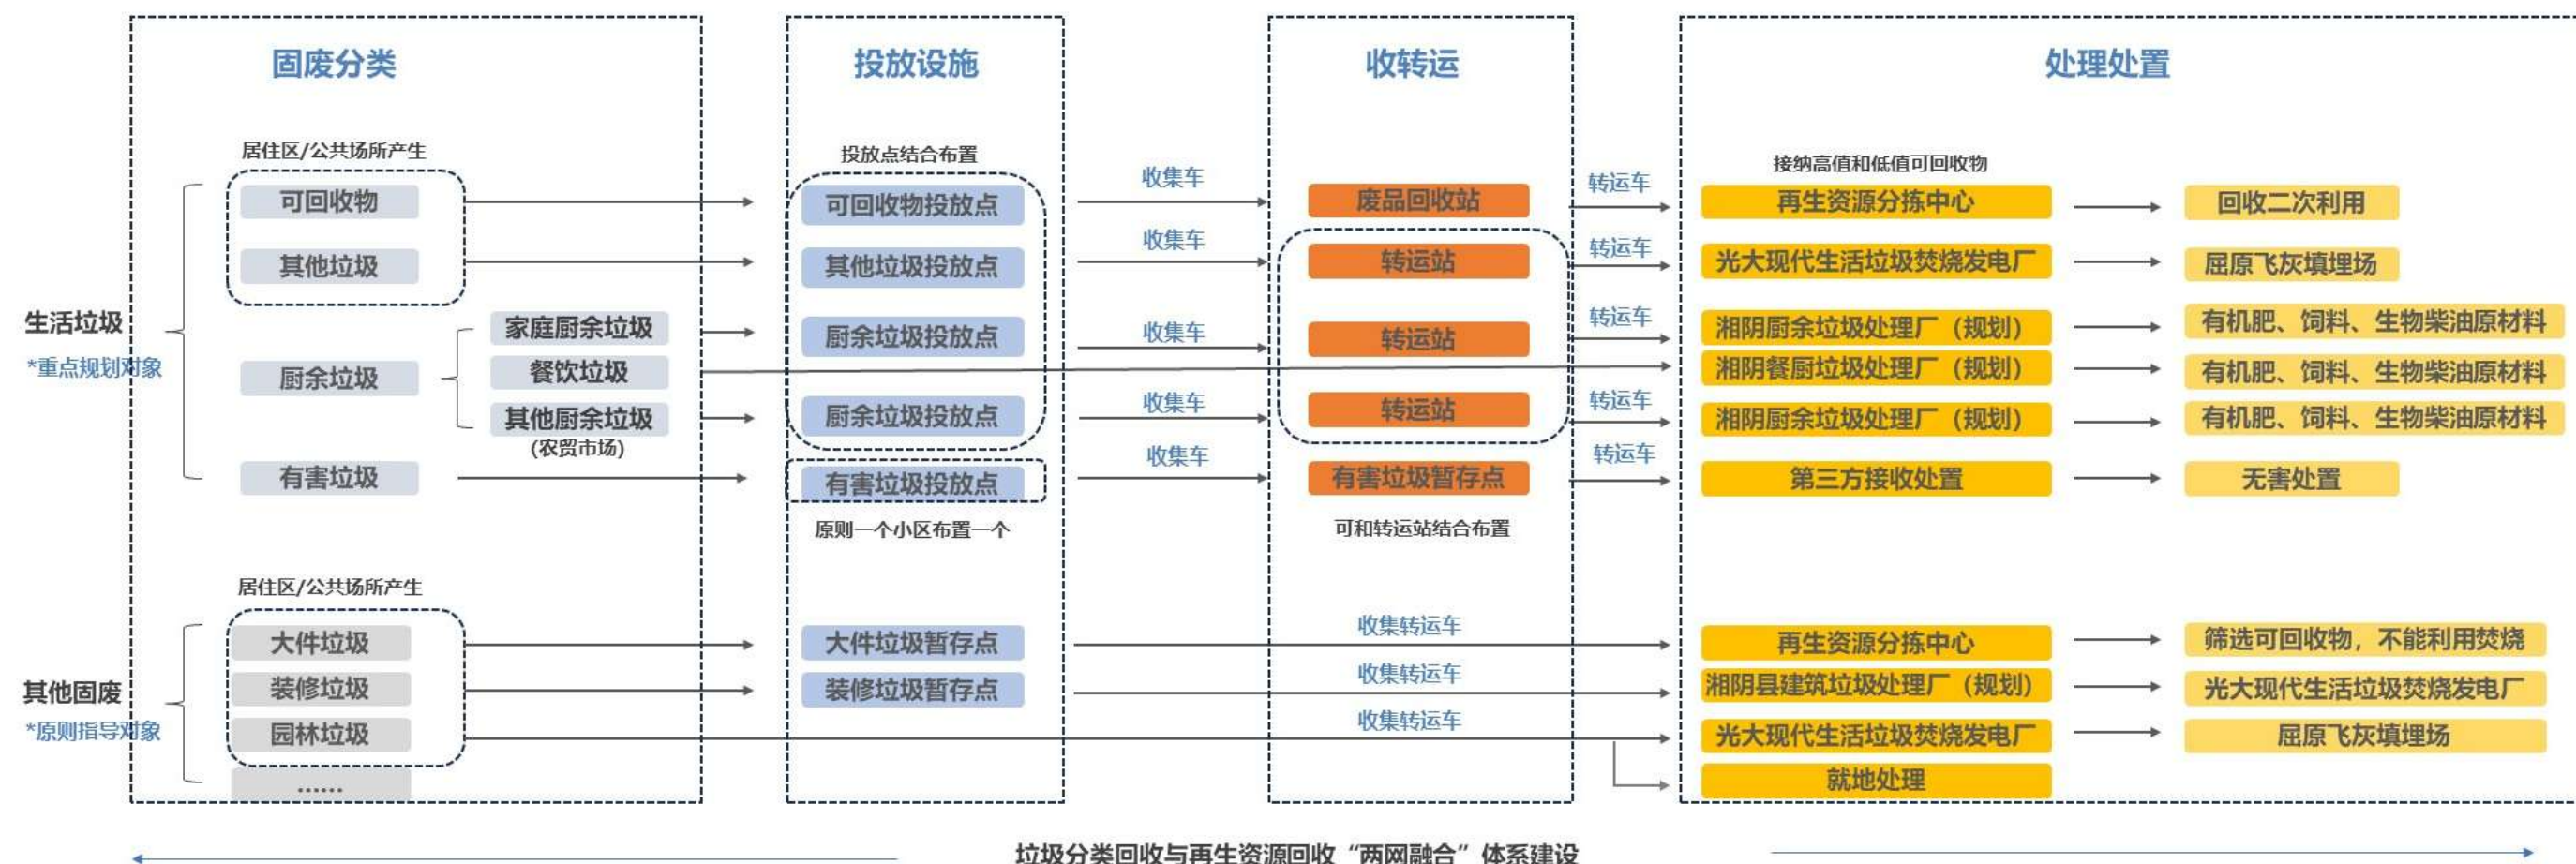 固废分类
投放设施
收转运
处理处置
居住区/公共场所产生
投放点结合布置
接纳高值和低值可回收物
可回收物
可回收物投放点
收集车
废品回收站
转运车
再生资源分拣中心
回收二次利用
其他垃圾
其他垃圾投放点
收集车
转运站
转运车
光大现代生活垃圾焚烧发电厂
屈原飞灰填埋场
生活垃圾
*重点规划对象
厨余垃圾
家庭厨余垃圾
厨余垃圾投放点
收集车
转运站
转运车
湘阴厨余垃圾处理厂（规划）
有机肥、饲料、生物柴油原材料
餐饮垃圾
湘阴餐厨垃圾处理厂（规划）
有机肥、饲料、生物柴油原材料
其他厨余垃圾
(农贸市场)
厨余垃圾投放点
收集车
转运站
转运车
湘阴厨余垃圾处理厂（规划）
有机肥、饲料、生物柴油原材料
有害垃圾
有害垃圾投放点
收集车
有害垃圾暂存点
转运车
第三方接收处置
无害处置
原则一个小区布置一个
可和转运站结合布置
居住区/公共场所产生
其他固废
*原则指导对象
大件垃圾
大件垃圾暂存点
收集转运车
再生资源分拣中心
筛选可回收物，不能利用焚烧
装修垃圾
装修垃圾暂存点
收集转运车
湘阴县建筑垃圾处理厂（规划）
光大现代生活垃圾焚烧发电厂
园林垃圾
收集转运车
光大现代生活垃圾焚烧发电厂
屈原飞灰填埋场
……
就地处理
垃圾分类回收与再生资源回收“两网融合”体系建设